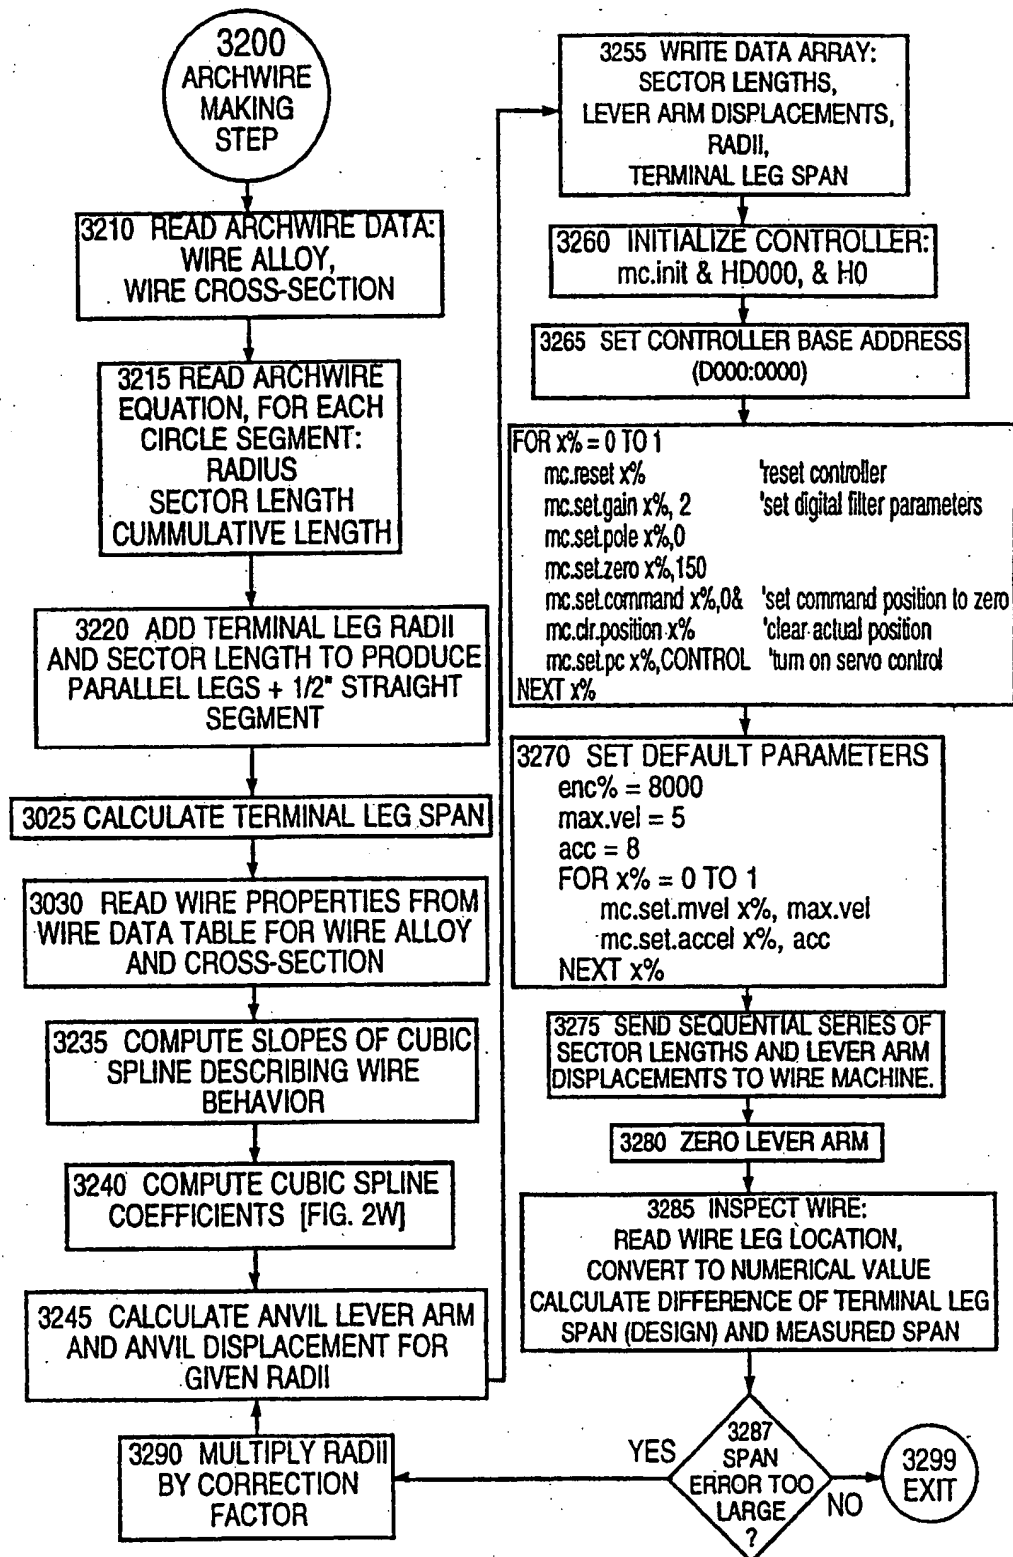 3200
ARCHWIRE
MAKING
STEP
3210 READ ARCHWIRE DATA:
WIRE ALLOY,
WIRE CROSS-SECTION
3215 READ ARCHWIRE
EQUATION, FOR EACH
CIRCLE SEGMENT:
RADIUS
SECTOR LENGTH
CUMMULATIVE LENGTH
3220 ADD TERMINAL LEG RADII
AND SECTOR LENGTH TO PRODUCE
PARALLEL LEGS + 1/2" STRAIGHT
SEGMENT
3025 CALCULATE TERMINAL LEG SPAN
3030 READ WIRE PROPERTIES FROM
WIRE DATA TABLE FOR WIRE ALLOY
AND CROSS-SECTION
3235 COMPUTE SLOPES OF CUBIC
SPLINE DESCRIBING WIRE
BEHAVIOR
3240 COMPUTE CUBIC SPLINE
COEFFICIENTS [FIG. 2W]
3245 CALCULATE ANVIL LEVER ARM
AND ANVIL DISPLACEMENT FOR
GIVEN RADII
3290 MULTIPLY RADII
BY CORRECTION
FACTOR
3255 WRITE DATA ARRAY:
SECTOR LENGTHS,
LEVER ARM DISPLACEMENTS,
RADII,
TERMINAL LEG SPAN
3260 INITIALIZE CONTROLLER:
mc.init & HD000, & H0
3265 SET CONTROLLER BASE ADDRESS
(D000:0000)
FOR x% = 0 TO 1
mc.reset x% 'reset controller
mc.set.gain x%, 2 'set digital filter parameters
mc.set.pole x%,0
mc.set.zero x%,150
mc.set.command x%,0& 'set command position to zero
mc.clr.position x% 'clear actual position
mc.set.pc x%,CONTROL 'turn on servo control
NEXT x%
3270 SET DEFAULT PARAMETERS
enc% = 8000
max.vel = 5
acc = 8
FOR x% = 0 TO 1
mc.set.mvel x%, max.vel
mc.set.accel x%, acc
NEXT x%
3275 SEND SEQUENTIAL SERIES OF
SECTOR LENGTHS AND LEVER ARM
DISPLACEMENTS TO WIRE MACHINE.
3280 ZERO LEVER ARM
3285 INSPECT WIRE:
READ WIRE LEG LOCATION,
CONVERT TO NUMERICAL VALUE
CALCULATE DIFFERENCE OF TERMINAL LEG
SPAN (DESIGN) AND MEASURED SPAN
3287
SPAN
ERROR TOO
LARGE
?
YES
NO
3299
EXIT